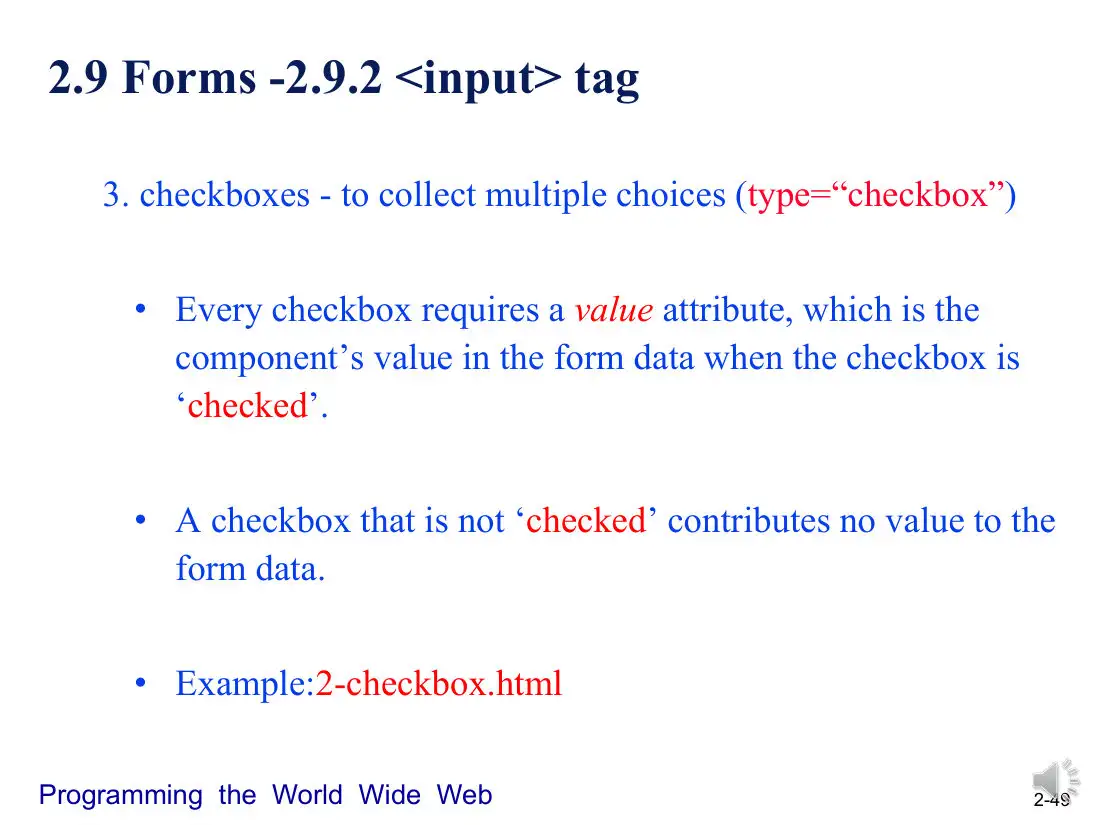 2.9 Forms -2.9.2 <input> tag
3. checkboxes - to collect multiple choices (type=“checkbox”)
• Every checkbox requires a value attribute, which is the
component’s value in the form data when the checkbox is
‘checked’.
• A checkbox that is not ‘checked’ contributes no value to the
form data.
• Example:2-checkbox.html
Programming the World Wide Web
2-49